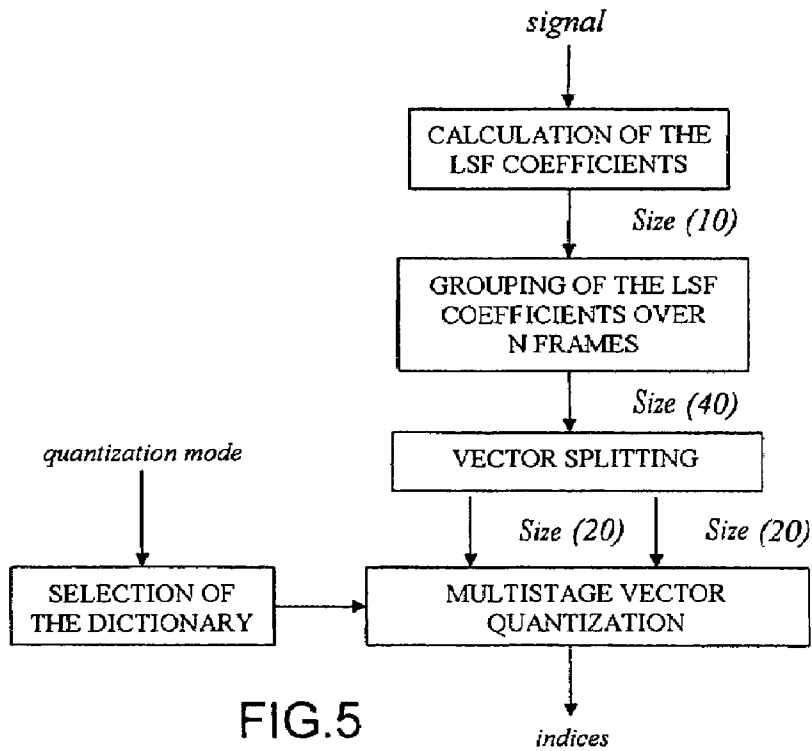 signal
CALCULATION OF THE
LSF COEFFICIENTS
Size (10)
GROUPING OF THE LSF
COEFFICIENTS OVER
N FRAMES
Size (40)
quantization mode
VECTOR SPLITTING
Size (20) Size (20)
SELECTION OF
THE DICTIONARY
MULTISTAGE VECTOR
QUANTIZATION
FIG.5
indices